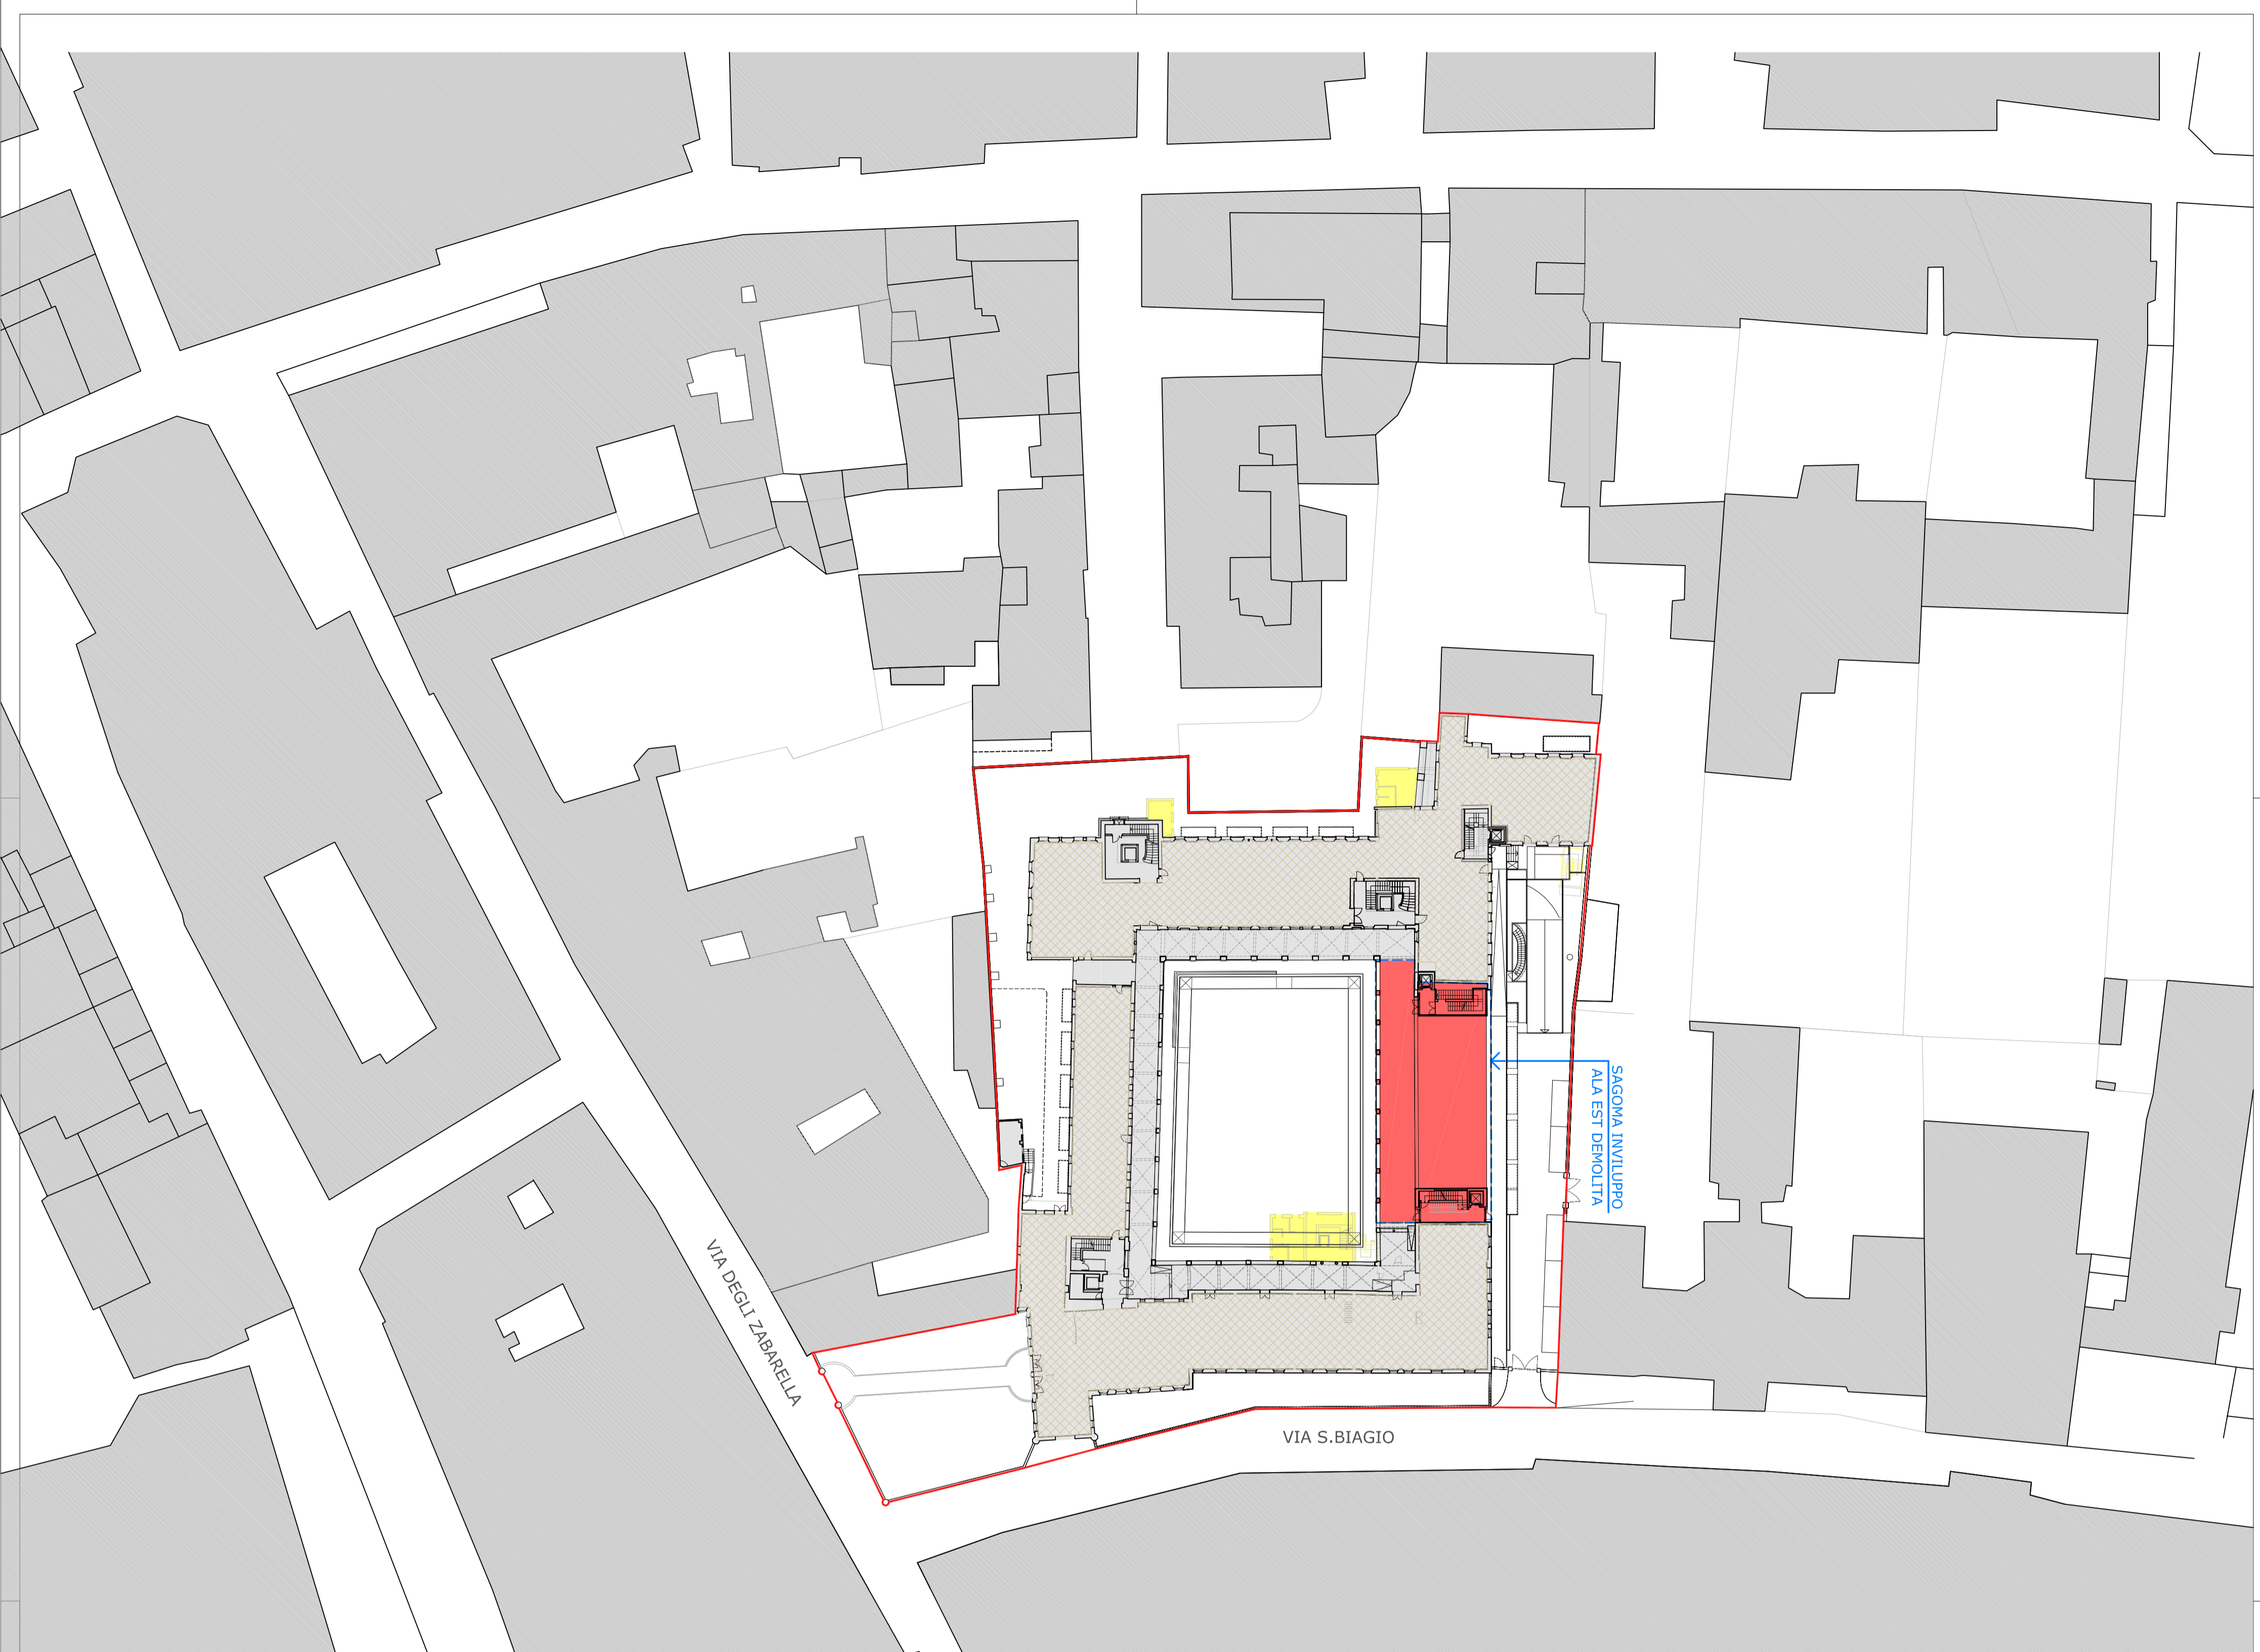 SAGOMA INVILUPPO
ALA EST DEMOLITA
VIA DEGLI ZABARELLA
VIA S.BIAGIO